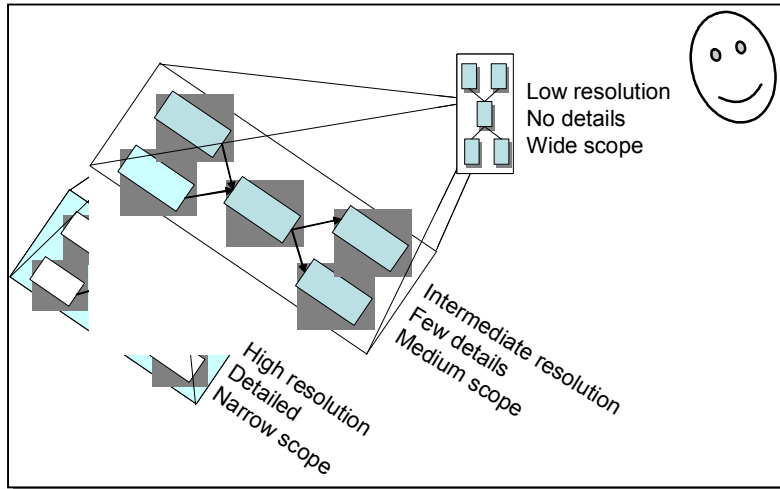 Low resolution
No details
Wide scope
Intermediate resolution
Few details
Medium scope
High resolution
Detailed
Narrow scope